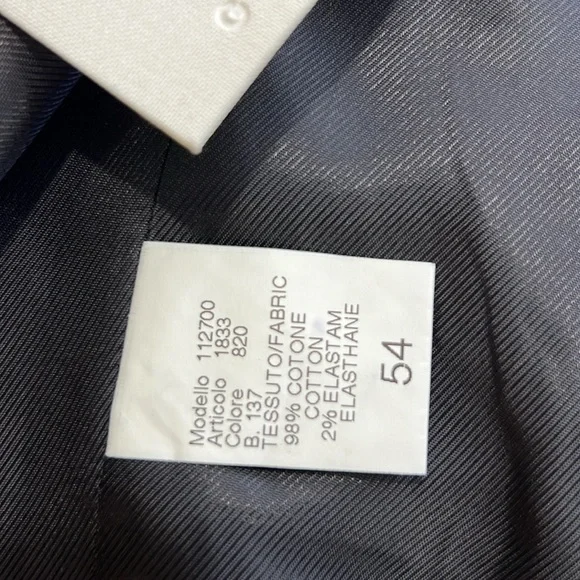 Modello 112700
Articolo 1833
Colore 820
B. 137
TESSUTO/FABRIC
98% COTONE
COTTON
2% ELASTAM
ELASTHANE
54